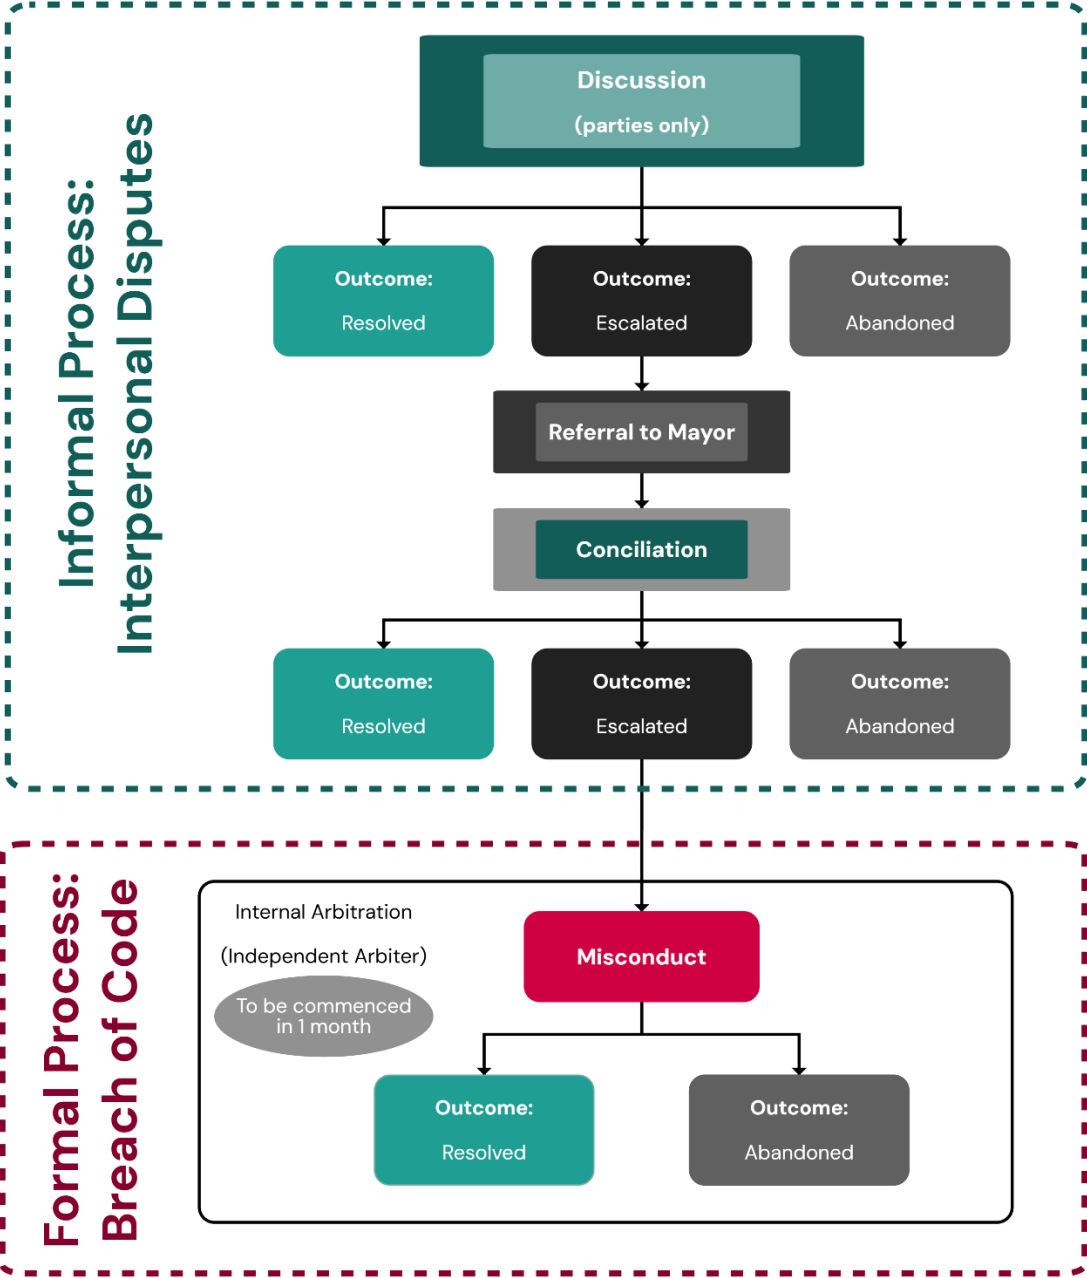 Informal Process:
Interpersonal Disputes
Discussion
(parties only)
Outcome:
Resolved
Outcome:
Escalated
Outcome:
Abandoned
Referral to Mayor
Conciliation
Outcome:
Resolved
Outcome:
Escalated
Outcome:
Abandoned
Formal Process:
Breach of Code
Internal Arbitration
(Independent Arbiter)
To be commenced
in 1 month
Misconduct
Outcome:
Resolved
Outcome:
Abandoned